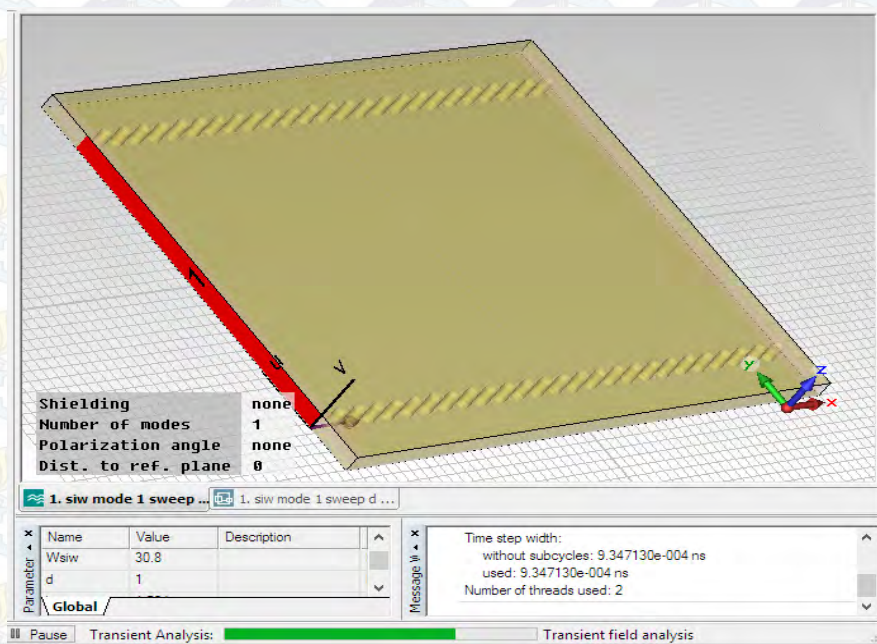 1
u
v
y
z
x
Shielding none
Number of modes 1
Polarization angle none
Dist. to ref. plane 0
1. siw mode 1 sweep ...
1. siw mode 1 sweep d ...
Parameter
Name Value Description
Wsiw 30.8
d 1
Global
Time step width:
without subcycles: 9.347130e-004 ns
used: 9.347130e-004 ns
Number of threads used: 2
Pause Transient Analysis: Transient field analysis